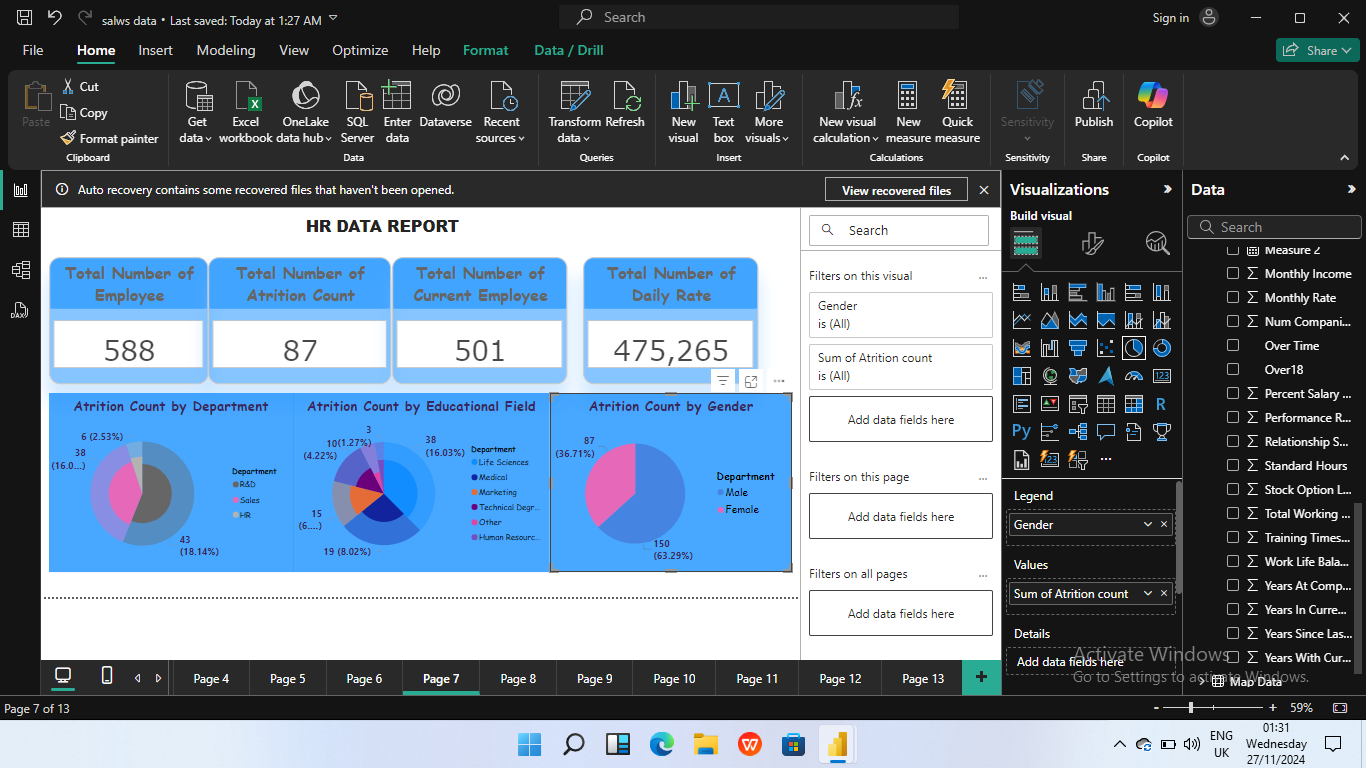 salws data • Last saved: Today at 1:27 AM
Search
Sign in
File
Home
Insert
Modeling
View
Optimize
Help
Format
Data / Drill
Share
Paste
Cut
Copy
Format painter
Clipboard
Get data
Excel workbook
OneLake data hub
SQL Server
Enter data
Dataverse
Recent sources
Data
Transform data
Refresh
Queries
New visual
Text box
More visuals
Insert
New visual calculation
New measure
Quick measure
Calculations
Sensitivity
Sensitivity
Publish
Share
Copilot
Copilot
Auto recovery contains some recovered files that haven't been opened.
View recovered files
HR DATA REPORT
Total Number of
Employee
588
Total Number of
Atrition Count
87
Total Number of
Current Employee
501
Total Number of
Daily Rate
475,265
Atrition Count by Department
6 (2.53%)
38
(16.0...)
43
(18.14%)
Department
R&D
Sales
HR
Atrition Count by Educational Field
3
(1.27%)
10
(4.22%)
38
(16.03%)
15
(6....)
19 (8.02%)
Department
Life Sciences
Medical
Marketing
Technical Degr...
Other
Human Resourc...
Atrition Count by Gender
87
(36.71%)
150
(63.29%)
Department
Male
Female
Search
Filters on this visual
Gender
is (All)
Sum of Atrition count
is (All)
Add data fields here
Filters on this page
Add data fields here
Filters on all pages
Add data fields here
Visualizations
Build visual
R
Py
123
Legend
Gender
Values
Sum of Atrition count
Details
Add data fields here
Data
Search
Measure 2
Monthly Income
Monthly Rate
Num Compani...
Over Time
Over18
Percent Salary ...
Performance R...
Relationship S...
Standard Hours
Stock Option L...
Total Working ...
Training Times...
Work Life Bala...
Years At Comp...
Years In Curre...
Years Since Las...
Years With Cur...
Map Data
Activate Windows
Go to Settings to activate Windows.
Page 4
Page 5
Page 6
Page 7
Page 8
Page 9
Page 10
Page 11
Page 12
Page 13
Page 7 of 13
59%
ENG
UK
01:31
Wednesday
27/11/2024